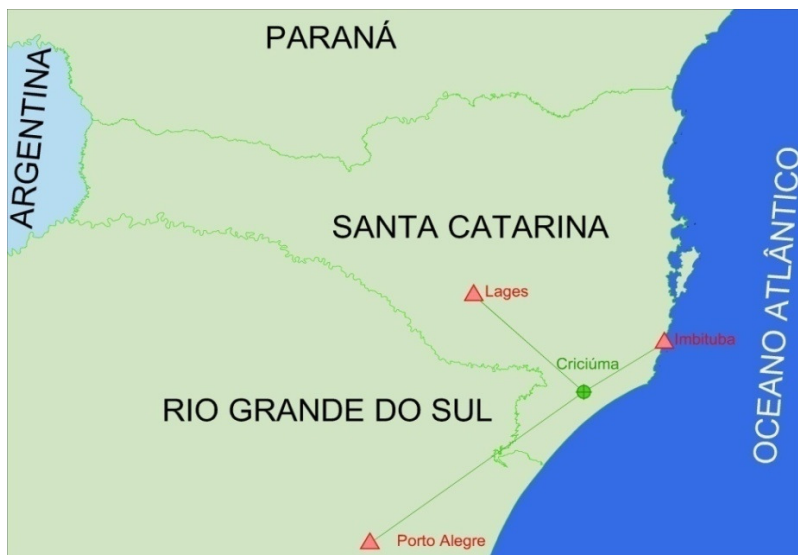 PARANÁ
ARGENTINA
SANTA CATARINA
OCEANO ATLÂNTICO
Lages
Imbituba
Criciúma
RIO GRANDE DO SUL
Porto Alegre